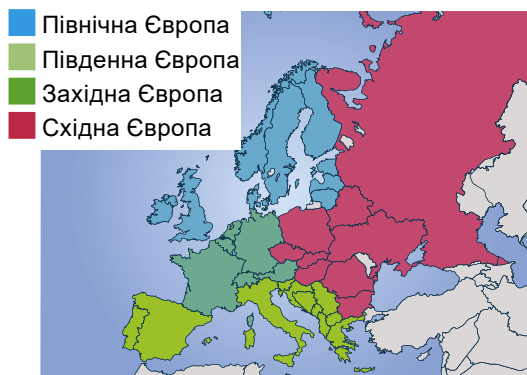 Північна Європа
Південна Європа
Західна Європа
Східна Європа